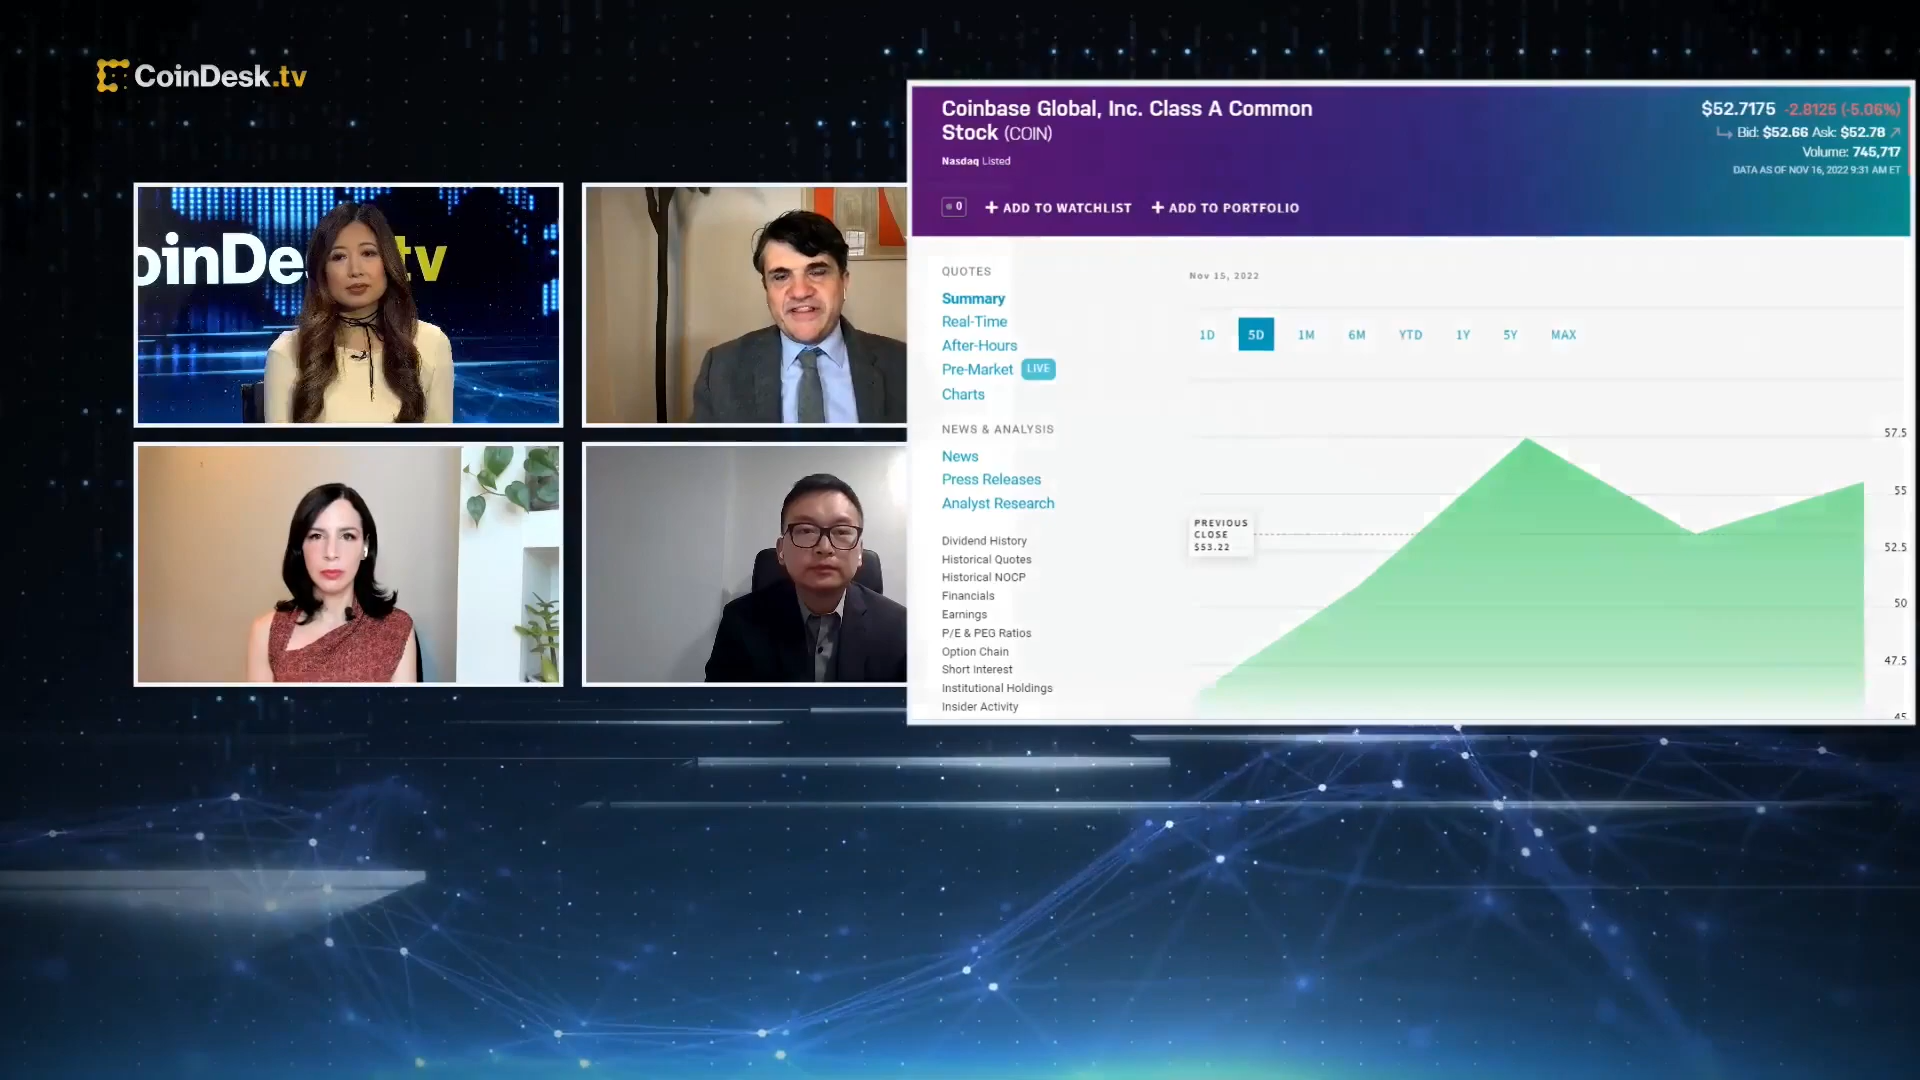 CoinDesk.tv
oinDe tv
Coinbase Global, Inc. Class A Common
Stock (COIN)
Nasdaq Listed
0
+ ADD TO WATCHLIST
+ ADD TO PORTFOLIO
$52.7175 -2.8125 (-5.06%)
Bid: $52.66 Ask: $52.78
Volume: 745,717
DATA AS OF NOV 16, 2022 9:31 AM ET
QUOTES
Summary
Real-Time
After-Hours
Pre-Market LIVE
Charts
NEWS & ANALYSIS
News
Press Releases
Analyst Research
Dividend History
Historical Quotes
Historical NOCP
Financials
Earnings
P/E & PEG Ratios
Option Chain
Short Interest
Institutional Holdings
Insider Activity
Nov 15, 2022
1D 5D 1M 6M YTD 1Y 5Y MAX
PREVIOUS
CLOSE
$53.22
57.5
55
52.5
50
47.5
45